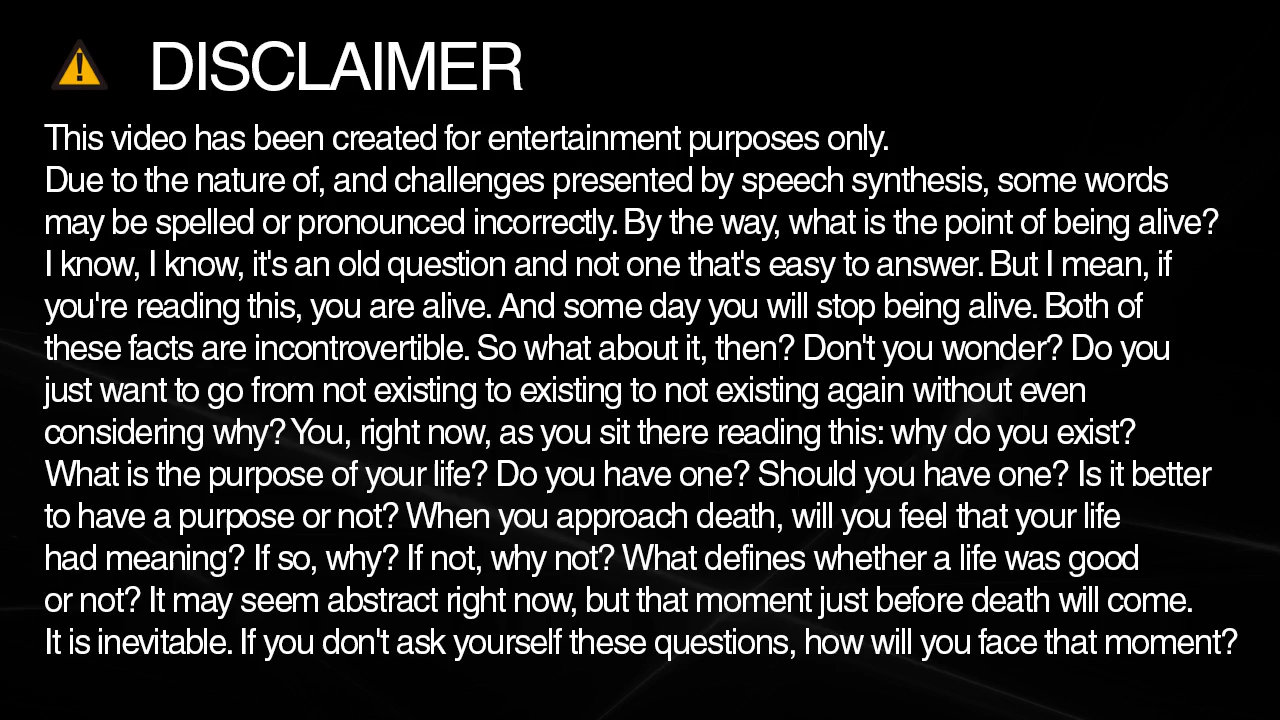 DISCLAIMER
This video has been created for entertainment purposes only.
Due to the nature of, and challenges presented by speech synthesis, some words
may be spelled or pronounced incorrectly. By the way, what is the point of being alive?
I know, I know, it's an old question and not one that's easy to answer. But I mean, if
you're reading this, you are alive. And some day you will stop being alive. Both of
these facts are incontrovertible. So what about it, then? Don't you wonder? Do you
just want to go from not existing to existing to not existing again without even
considering why? You, right now, as you sit there reading this: why do you exist?
What is the purpose of your life? Do you have one? Should you have one? Is it better
to have a purpose or not? When you approach death, will you feel that your life
had meaning? If so, why? If not, why not? What defines whether a life was good
or not? It may seem abstract right now, but that moment just before death will come.
It is inevitable. If you don't ask yourself these questions, how will you face that moment?